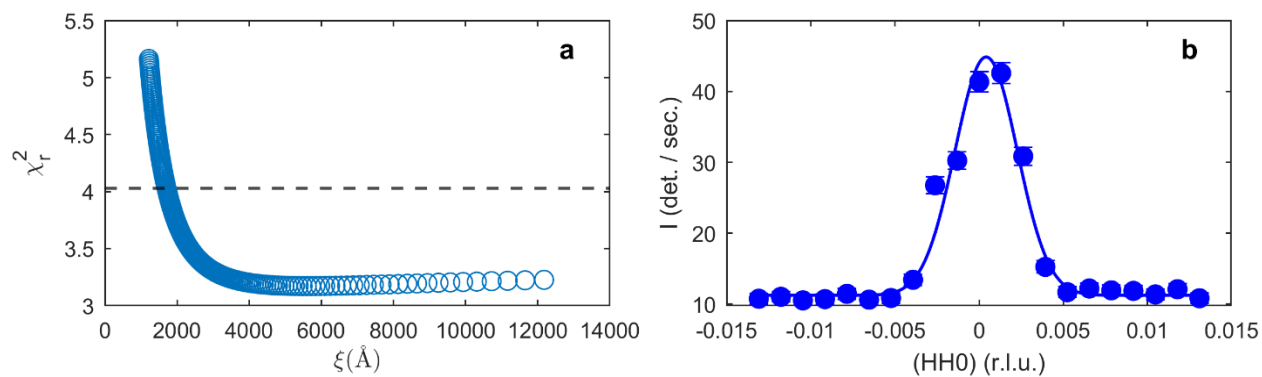 a
5.5
5
4.5
4
3.5
3
χ_r^2
0 2000 4000 6000 8000 10000 12000 14000
ξ(Å)
b
50
40
30
20
10
I (det. / sec.)
-0.015 -0.01 -0.005 0 0.005 0.01 0.015
(HH0) (r.l.u.)